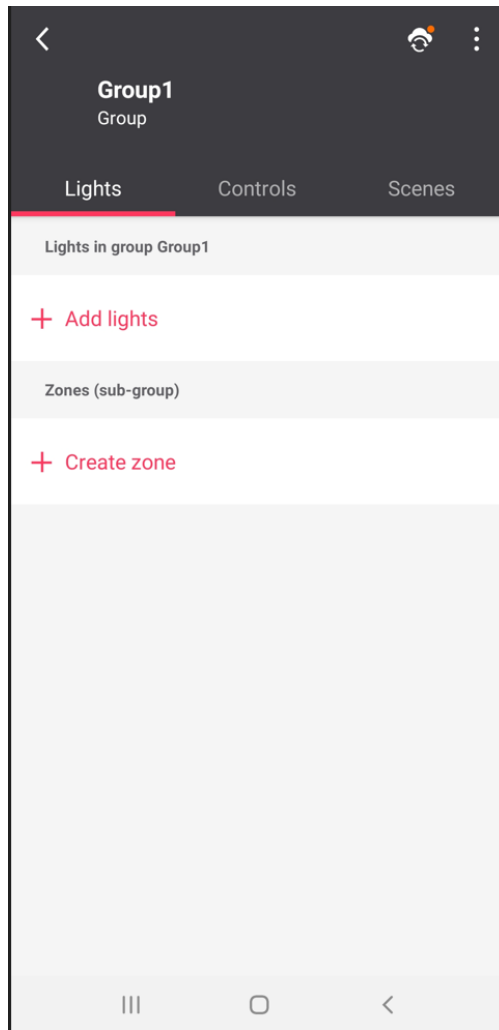 Group1
Group
Lights Controls Scenes
Lights in group Group1
Add lights
Zones (sub-group)
Create zone